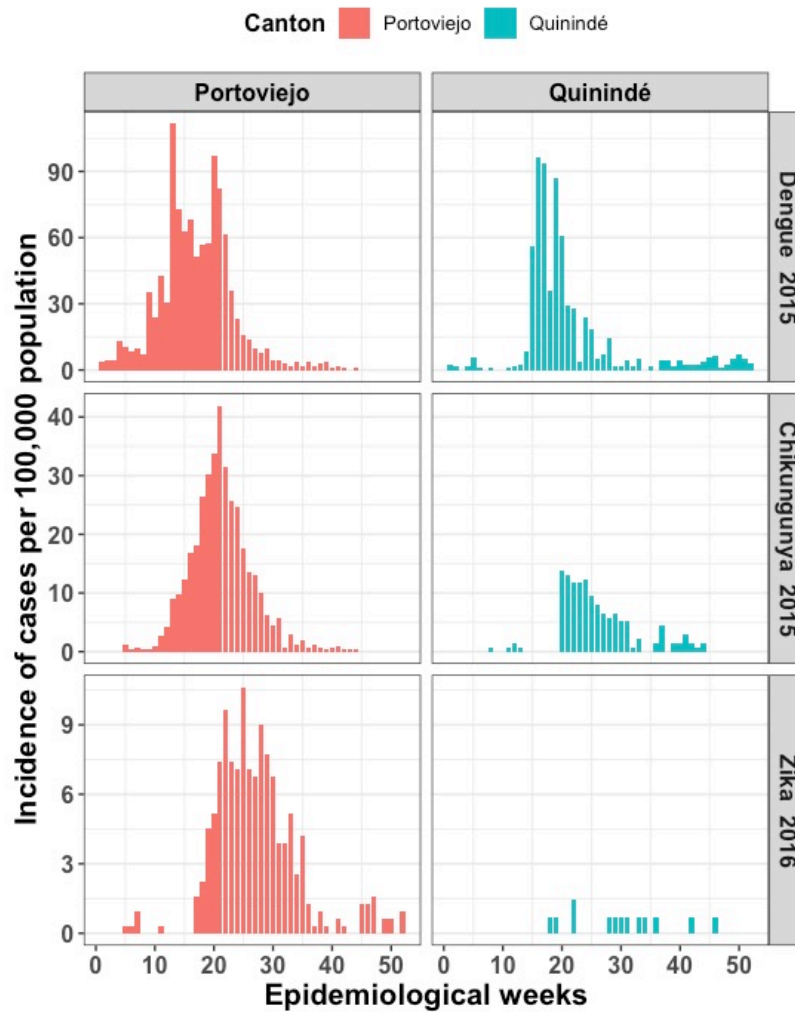 Canton Portoviejo Quinindé
Portoviejo Quinindé
Incidence of cases per 100,000 population
90
60
30
0
Dengue 2015
40
30
20
10
0
Chikungunya 2015
9
6
3
0
Zika 2016
0 10 20 30 40 50 0 10 20 30 40 50
Epidemiological weeks